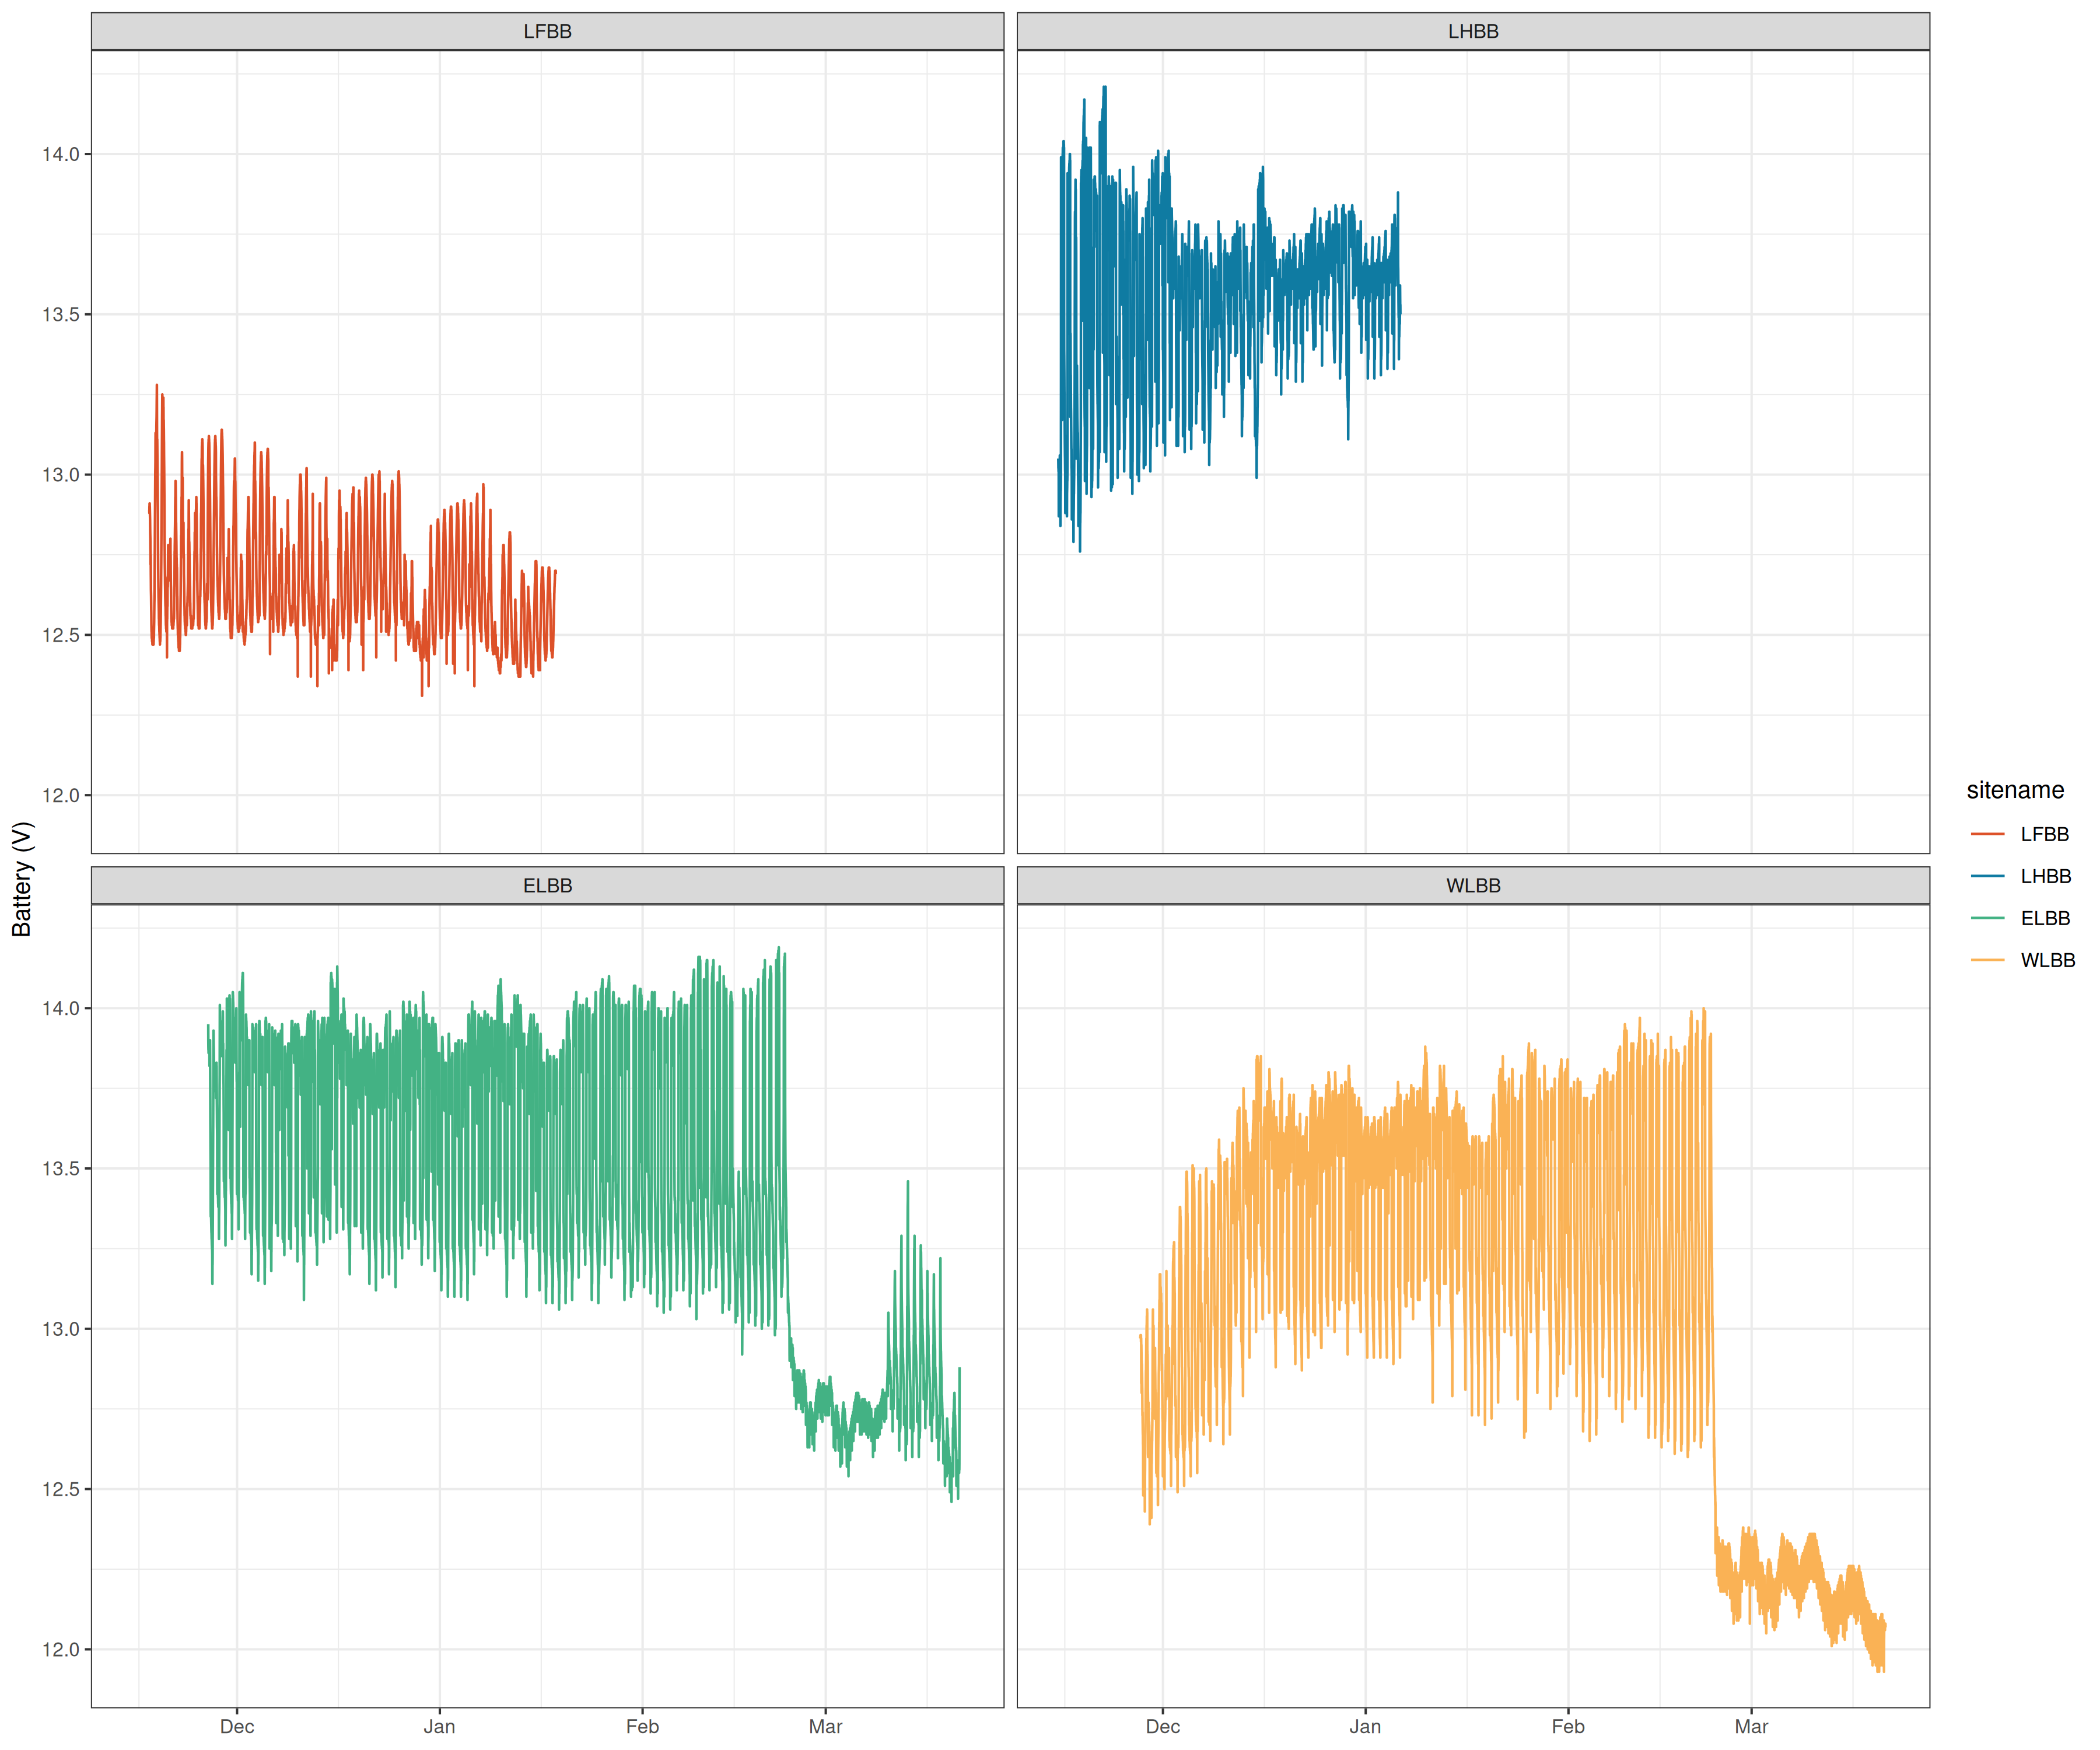 LFBB
LHBB
14.0
13.5
13.0
12.5
12.0
Battery (V)
ELBB
WLBB
14.0
13.5
13.0
12.5
12.0
Dec
Jan
Feb
Mar
Dec
Jan
Feb
Mar
sitename
LFBB
LHBB
ELBB
WLBB